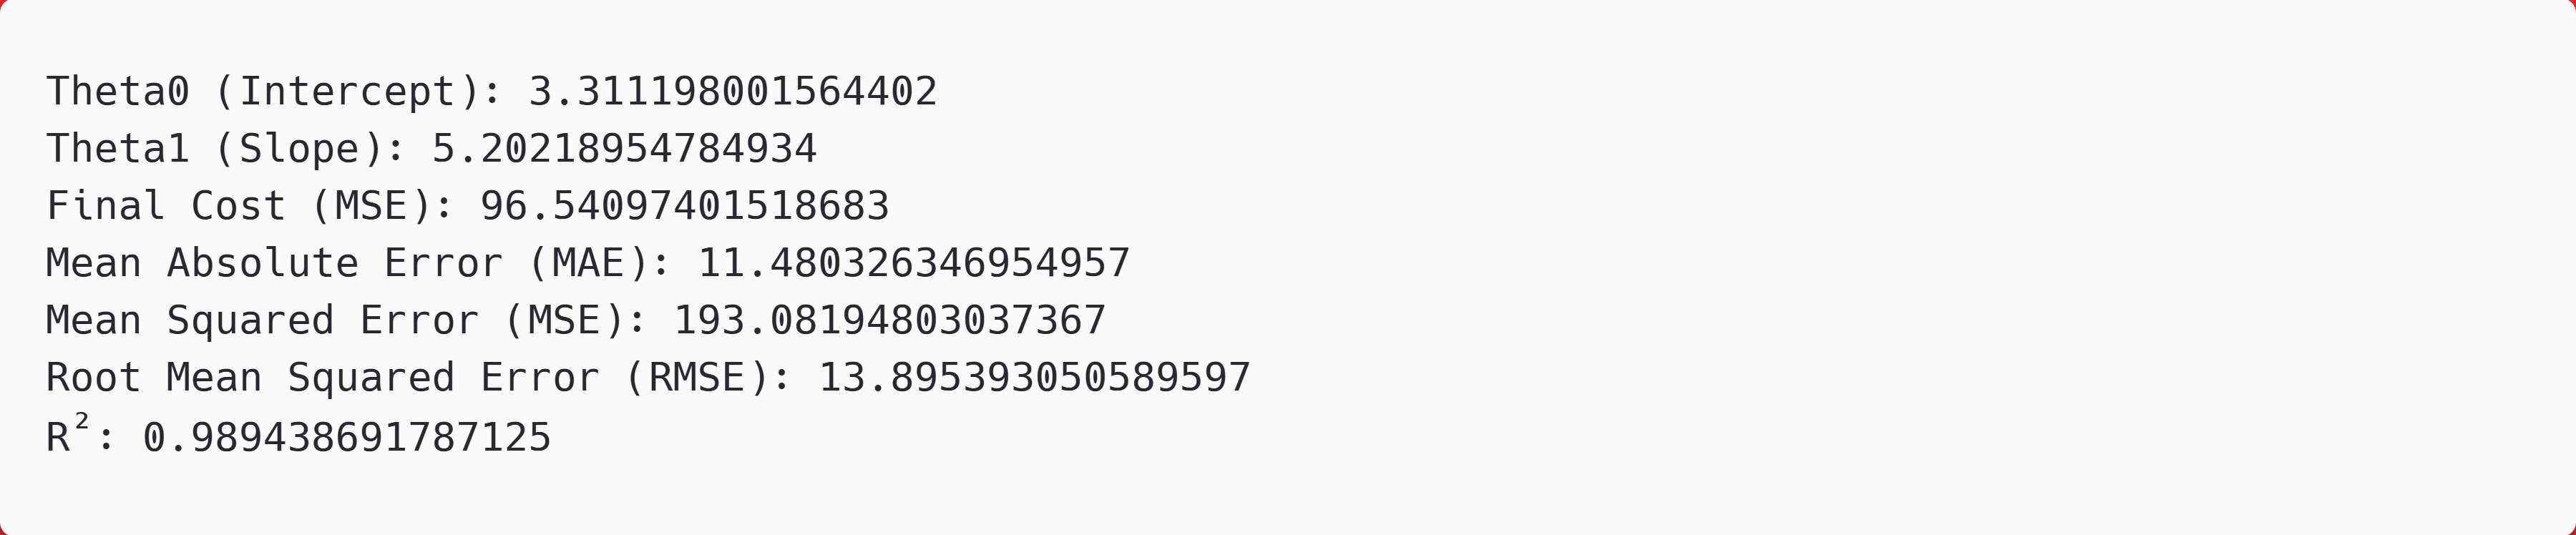 Theta0 (Intercept): 3.311198001564402
Theta1 (Slope): 5.20218954784934
Final Cost (MSE): 96.54097401518683
Mean Absolute Error (MAE): 11.480326346954957
Mean Squared Error (MSE): 193.08194803037367
Root Mean Squared Error (RMSE): 13.895393050589597
R²: 0.989438691787125